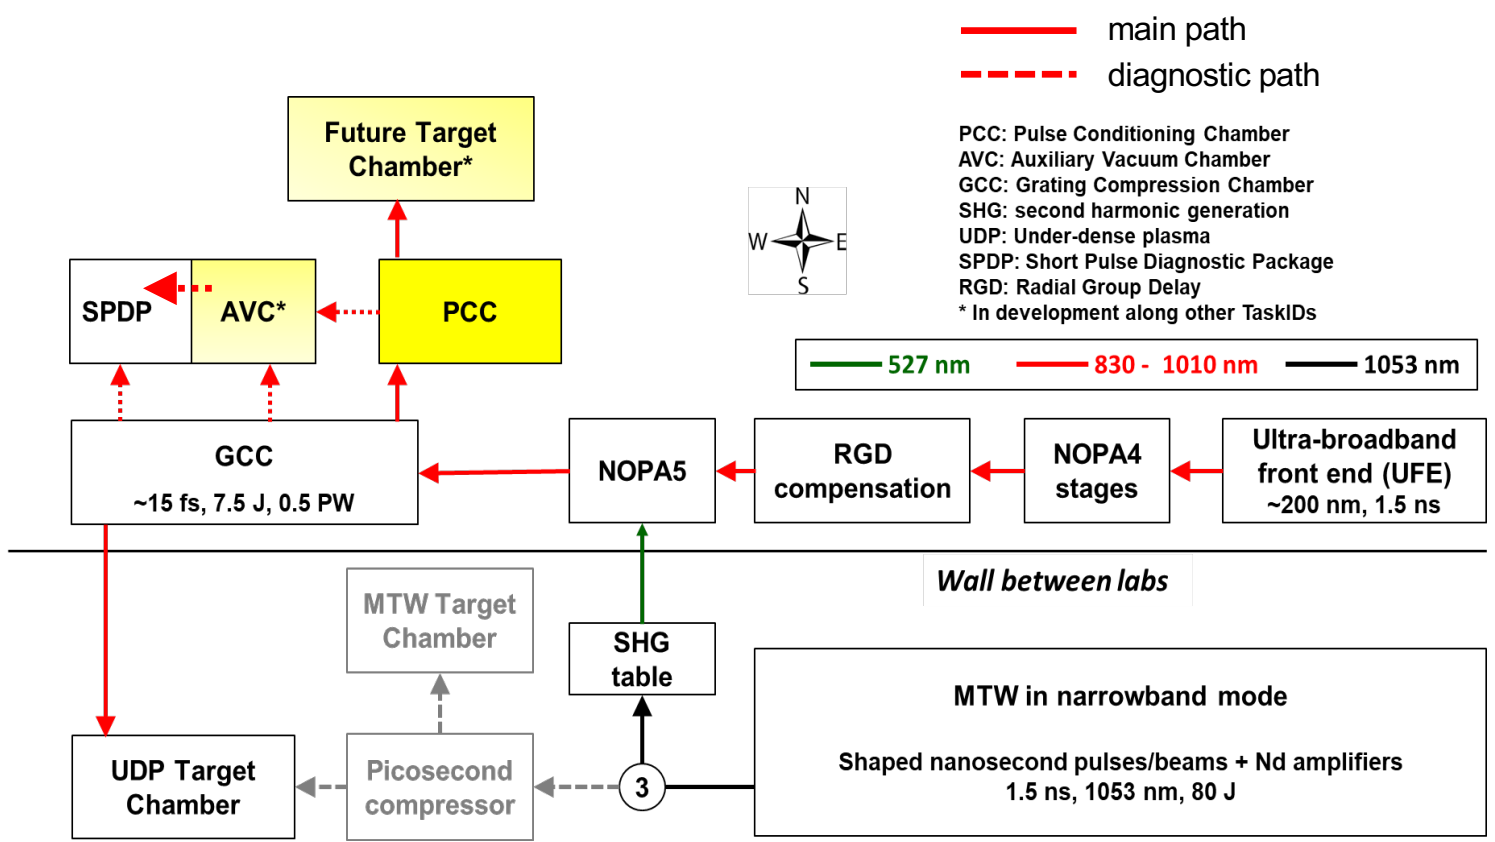 main path
diagnostic path
PCC: Pulse Conditioning Chamber
AVC: Auxiliary Vacuum Chamber
GCC: Grating Compression Chamber
SHG: second harmonic generation
UDP: Under-dense plasma
SPDP: Short Pulse Diagnostic Package
RGD: Radial Group Delay
* In development along other TaskIDs
Future Target
Chamber*
N
W
E
S
SPDP
AVC*
PCC
527 nm
830 - 1010 nm
1053 nm
GCC
~15 fs, 7.5 J, 0.5 PW
NOPA5
RGD
compensation
NOPA4
stages
Ultra-broadband
front end (UFE)
~200 nm, 1.5 ns
Wall between labs
MTW Target
Chamber
SHG
table
MTW in narrowband mode
Shaped nanosecond pulses/beams + Nd amplifiers
1.5 ns, 1053 nm, 80 J
UDP Target
Chamber
Picosecond
compressor
3